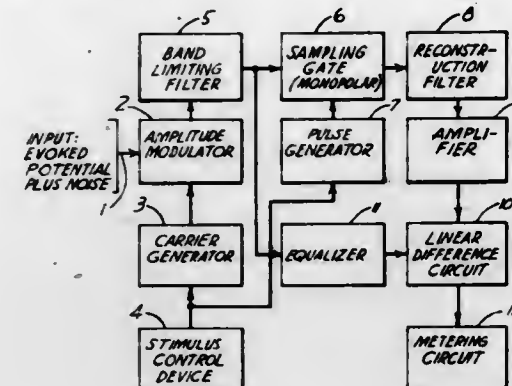 5
6
8
BAND
LIMITING
FILTER
SAMPLING
GATE
(MONOPOLAR)
RECONSTR-
UCTION
FILTER
2
7
INPUT:
EVOKED
POTENTIAL
PLUS NOISE
1
AMPLITUDE
MODULATOR
PULSE
GENERATOR
AMPLI-
FIER
3
11
10
CARRIER
GENERATOR
EQUALIZER
LINEAR
DIFFERENCE
CIRCUIT
4
STIMULUS
CONTROL
DEVICE
METERING
CIRCUIT